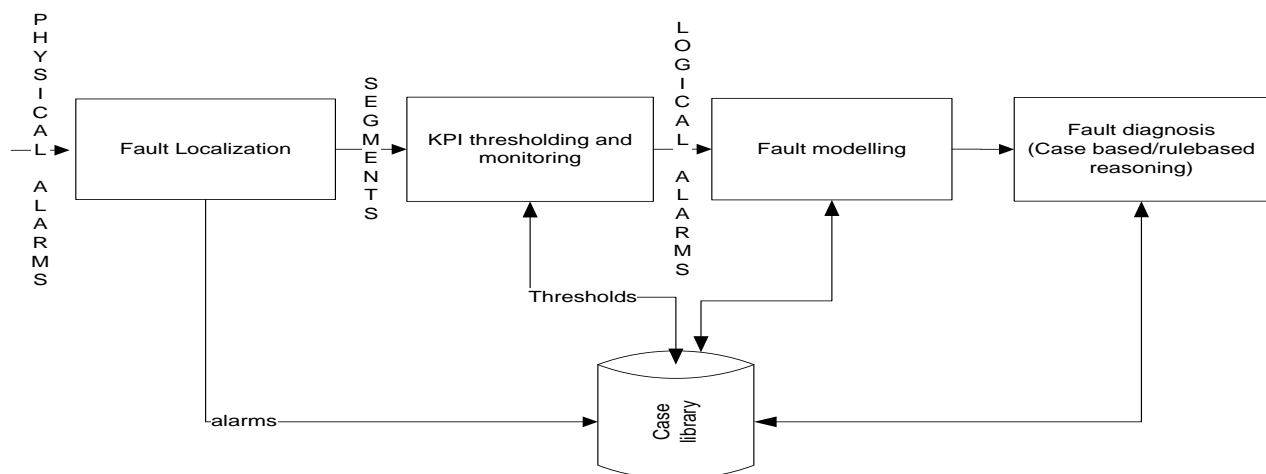 PHYSICAL ALARMS
Fault Localization
SEGMENTS
KPI thresholding and
monitoring
LOGICAL ALARMS
Fault modelling
Fault diagnosis
(Case based/rulebased
reasoning)
Thresholds
alarms
Case
library